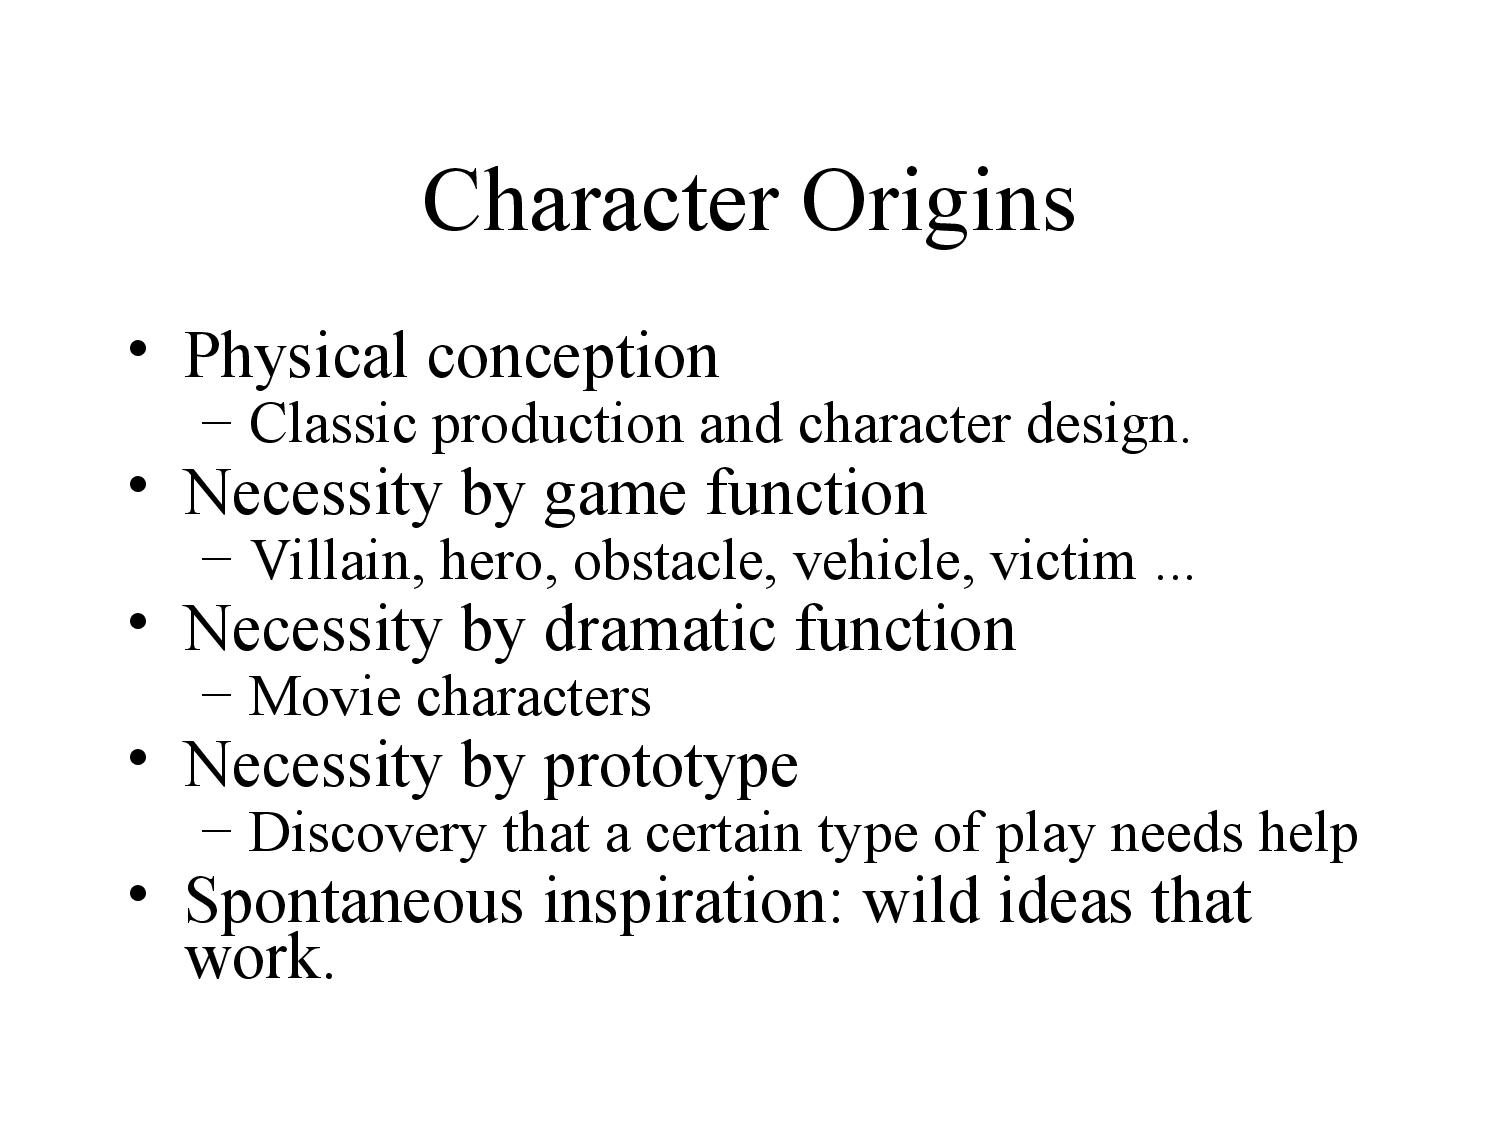 Character Origins
• Physical conception
– Classic production and character design.
• Necessity by game function
– Villain, hero, obstacle, vehicle, victim ...
• Necessity by dramatic function
– Movie characters
• Necessity by prototype
– Discovery that a certain type of play needs help
• Spontaneous inspiration: wild ideas that
work.